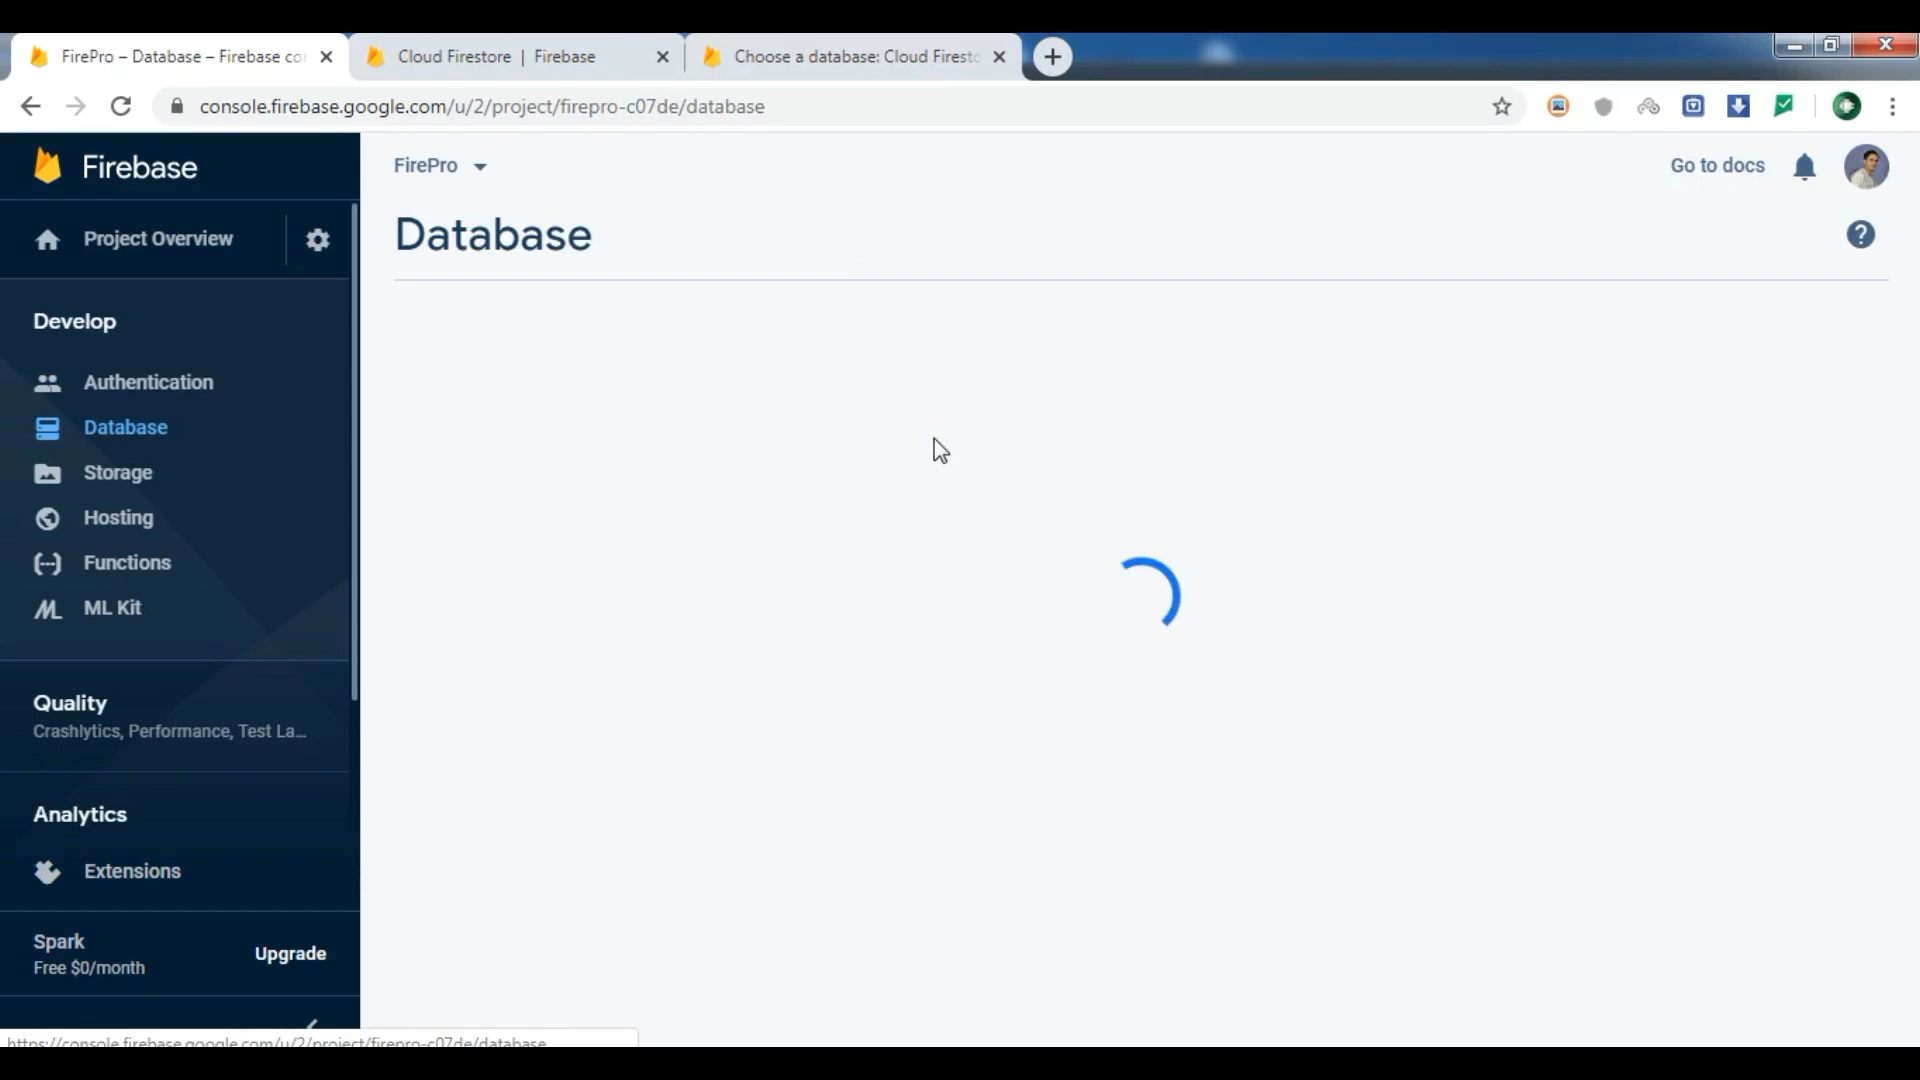 FirePro – Database – Firebase co
Cloud Firestore | Firebase
Choose a database: Cloud Firest
console.firebase.google.com/u/2/project/firepro-c07de/database
Firebase
FirePro
Go to docs
Project Overview
Database
Develop
Authentication
Database
Storage
Hosting
Functions
ML Kit
Quality
Crashlytics, Performance, Test La...
Analytics
Extensions
Spark
Free $0/month
Upgrade
https://console.firebase.google.com/u/2/project/firepro-c07de/database